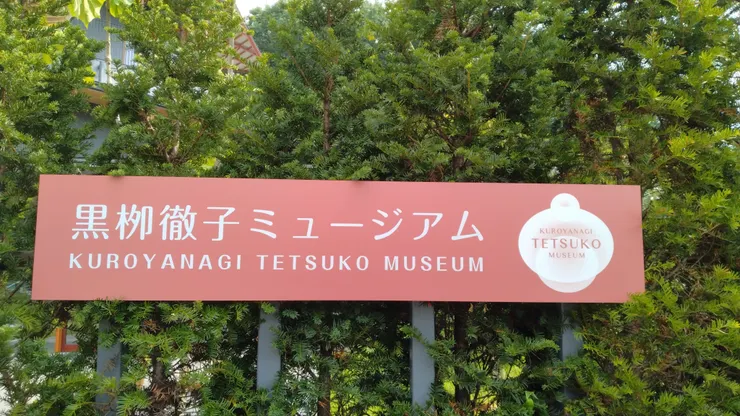 黒柳徹子ミュージアム
KUROYANAGI TETSUKO MUSEUM
KUROYANAGI
TETSUKO
MUSEUM